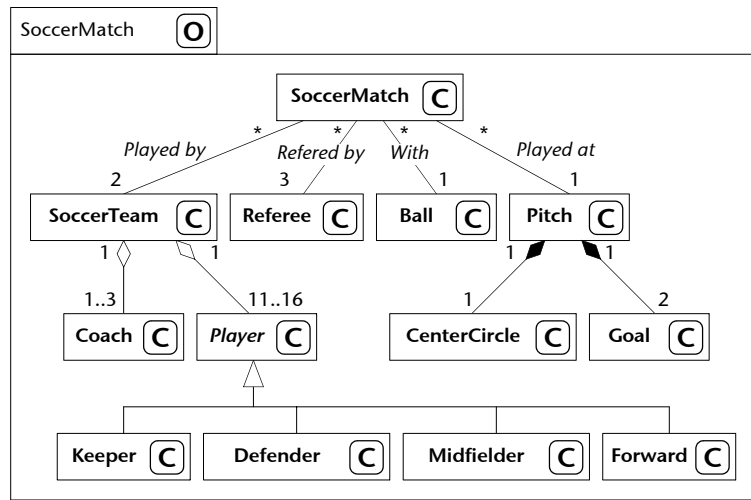 SoccerMatch O
SoccerMatch C
* * * *
Played by Refered by With Played at
2 3 1 1
SoccerTeam C Referee C Ball C Pitch C
1 1 1 1
1..3 11..16 1 2
Coach C Player C CenterCircle C Goal C
Keeper C Defender C Midfielder C Forward C